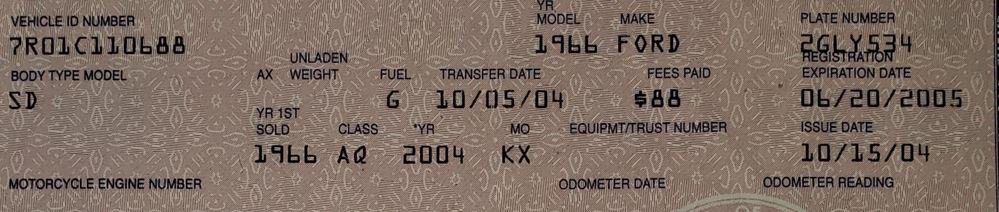 VEHICLE ID NUMBER YR MODEL MAKE PLATE NUMBER
7R01C110688 1966 FORD 2GLY534
BODY TYPE MODEL AX UNLADEN WEIGHT FUEL TRANSFER DATE FEES PAID REGISTRATION EXPIRATION DATE
SD G 10/05/04 $88 06/20/2005
YR 1ST SOLD CLASS *YR MO EQUIPMT/TRUST NUMBER ISSUE DATE
1966 AQ 2004 KX 10/15/04
MOTORCYCLE ENGINE NUMBER ODOMETER DATE ODOMETER READING